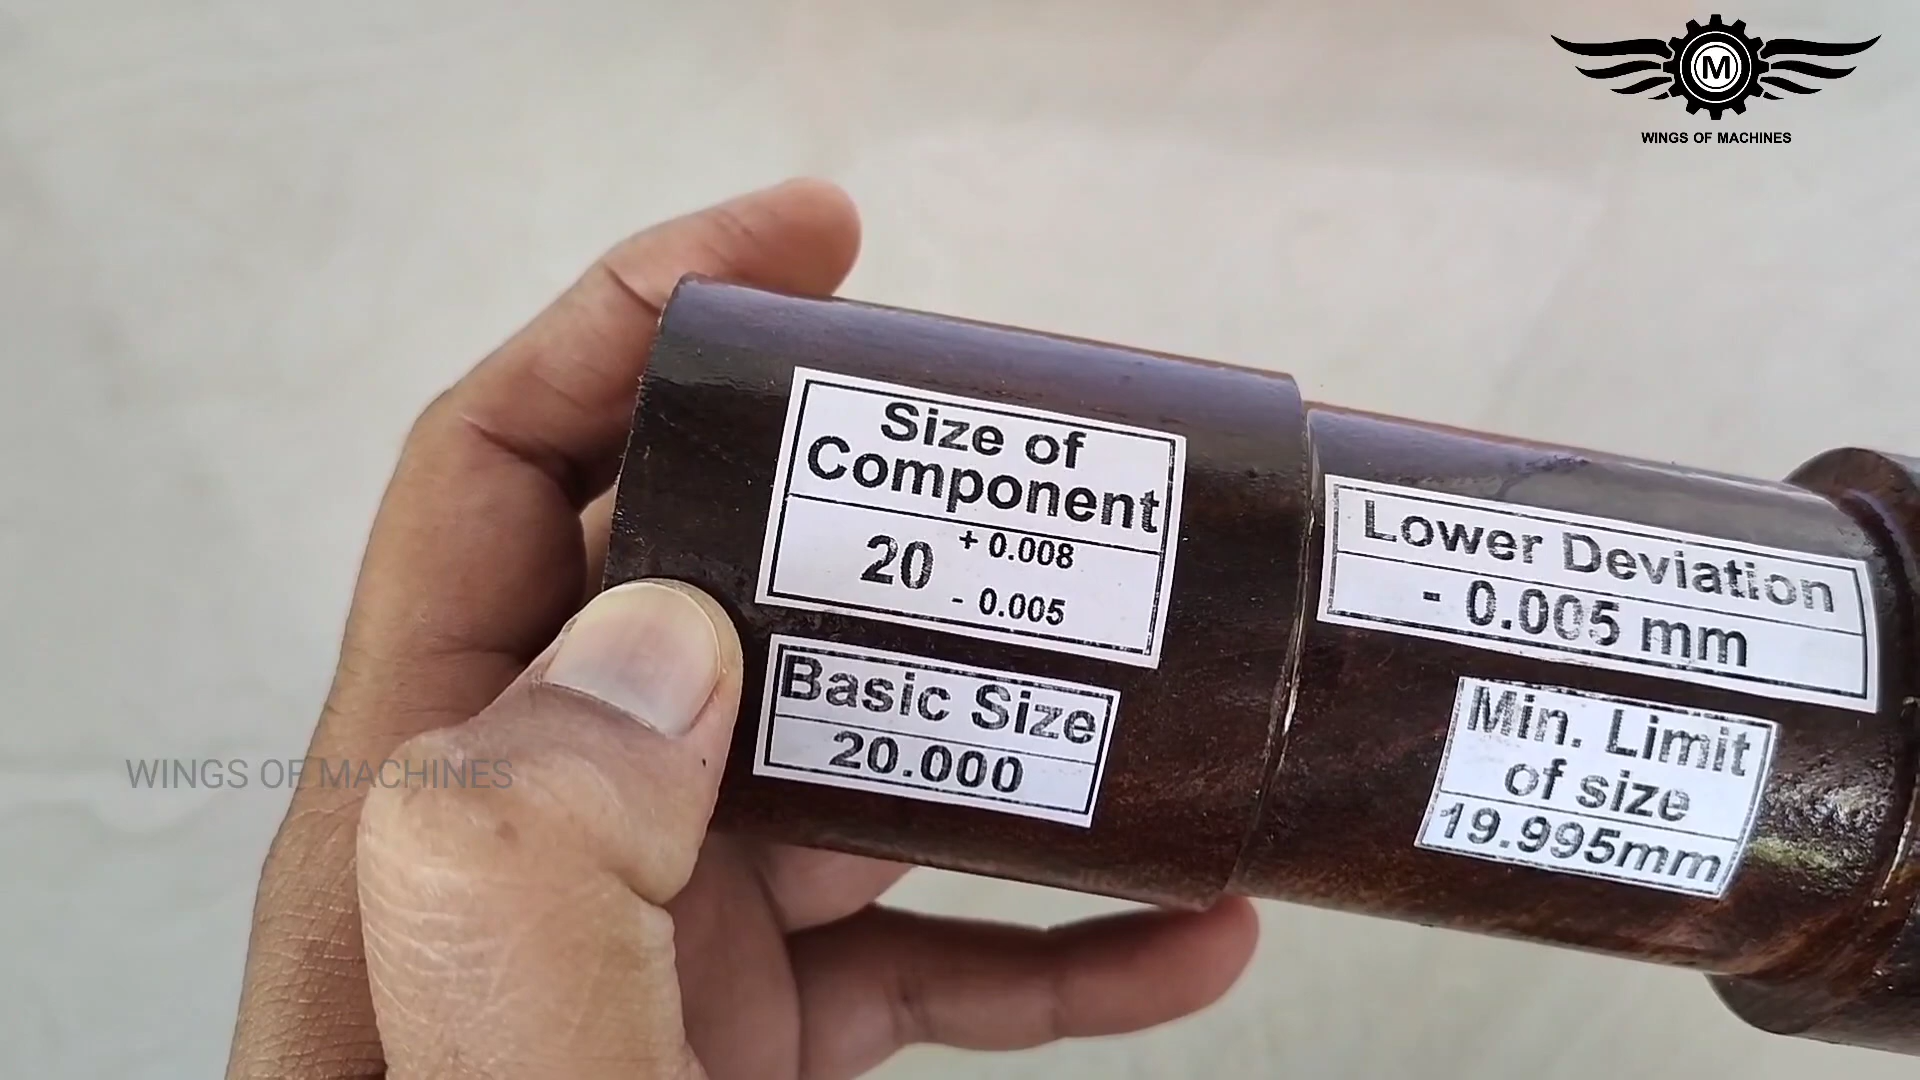 M
WINGS OF MACHINES
Size of
Component
20 + 0.008
- 0.005
Basic Size
20.000
Lower Deviation
- 0.005 mm
Min. Limit
of size
19.995mm
WINGS OF MACHINES